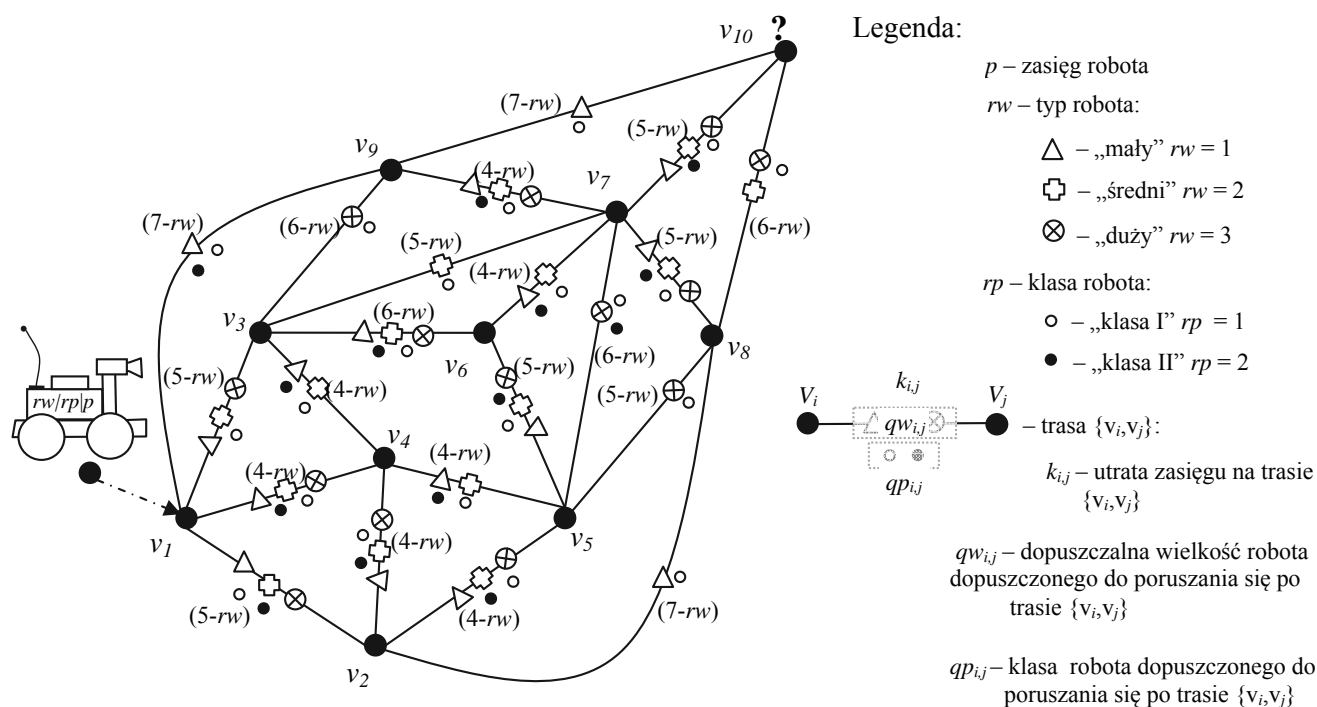 v10
?
(7-rw)
(5-rw)
v9
(4-rw)
v7
(7-rw)
(6-rw)
(5-rw)
(5-rw)
(6-rw)
(4-rw)
v3
(6-rw)
v6
(6-rw)
v8
(5-rw)
(5-rw)
(5-rw)
rw/rp|p
(4-rw)
v4
(4-rw)
(4-rw)
v1
v5
(4-rw)
(5-rw)
(4-rw)
(7-rw)
v2
Legenda:
p – zasięg robota
rw – typ robota:
– „mały” rw = 1
– „średni” rw = 2
– „duży” rw = 3
rp – klasa robota:
– „klasa I” rp = 1
– „klasa II” rp = 2
ki,j
Vi
Vj
qwi,j
qpi,j
– trasa {vi,vj}:
ki,j – utrata zasięgu na trasie
{vi,vj}
qwi,j – dopuszczalna wielkość robota
dopuszczonego do poruszania się po
trasie {vi,vj}
qpi,j – klasa robota dopuszczonego do
poruszania się po trasie {vi,vj}